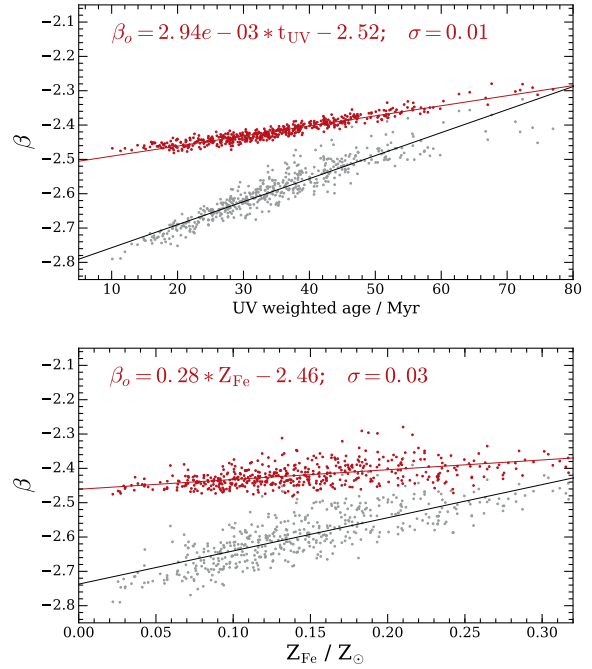 β_o = 2.94e − 03 * t_UV − 2.52; σ = 0.01
−2.1
−2.2
−2.3
−2.4
−2.5
−2.6
−2.7
−2.8
β
10 20 30 40 50 60 70 80
UV weighted age / Myr
β_o = 0.28 * Z_Fe − 2.46; σ = 0.03
−2.1
−2.2
−2.3
−2.4
−2.5
−2.6
−2.7
−2.8
β
0.00 0.05 0.10 0.15 0.20 0.25 0.30
Z_Fe / Z_⊙